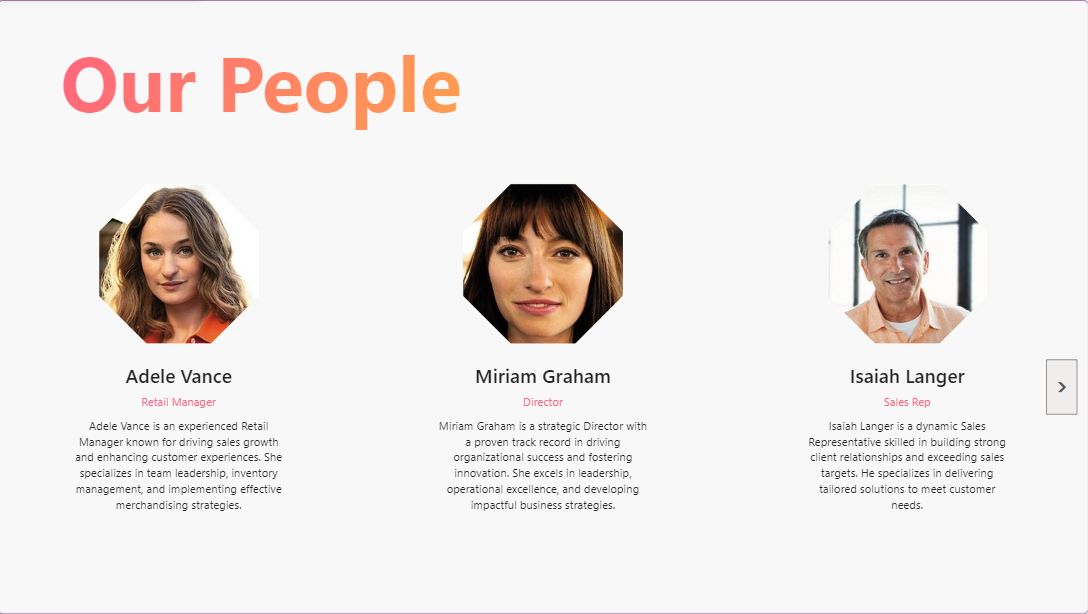 Our People
Adele Vance
Retail Manager
Adele Vance is an experienced Retail
Manager known for driving sales growth
and enhancing customer experiences. She
specializes in team leadership, inventory
management, and implementing effective
merchandising strategies.
Miriam Graham
Director
Miriam Graham is a strategic Director with
a proven track record in driving
organizational success and fostering
innovation. She excels in leadership,
operational excellence, and developing
impactful business strategies.
Isaiah Langer
Sales Rep
Isaiah Langer is a dynamic Sales
Representative skilled in building strong
client relationships and exceeding sales
targets. He specializes in delivering
tailored solutions to meet customer
needs.